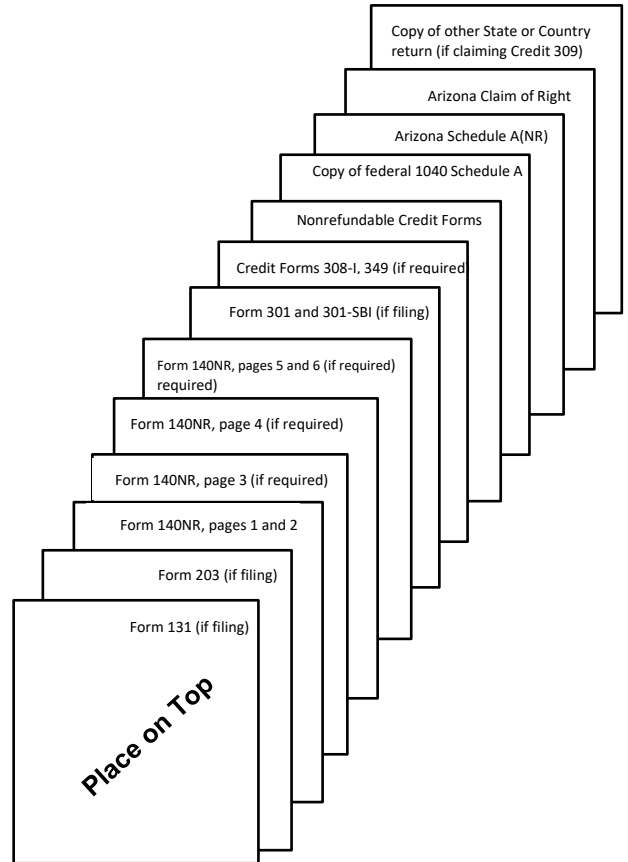 Copy of other State or Country
return (if claiming Credit 309)
Arizona Claim of Right
Arizona Schedule A(NR)
Copy of federal 1040 Schedule A
Nonrefundable Credit Forms
Credit Forms 308-I, 349 (if required
Form 301 and 301-SBI (if filing)
Form 140NR, pages 5 and 6 (if required)
required)
Form 140NR, page 4 (if required)
Form 140NR, page 3 (if required)
Form 140NR, pages 1 and 2
Form 203 (if filing)
Form 131 (if filing)
Place on Top